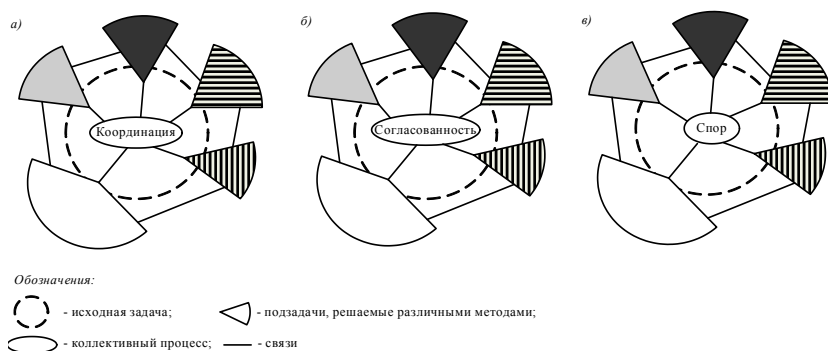 а) б) в)
Координация Согласованность Спор
Обозначения:
- исходная задача; - подзадачи, решаемые различными методами;
- коллективный процесс; - связи